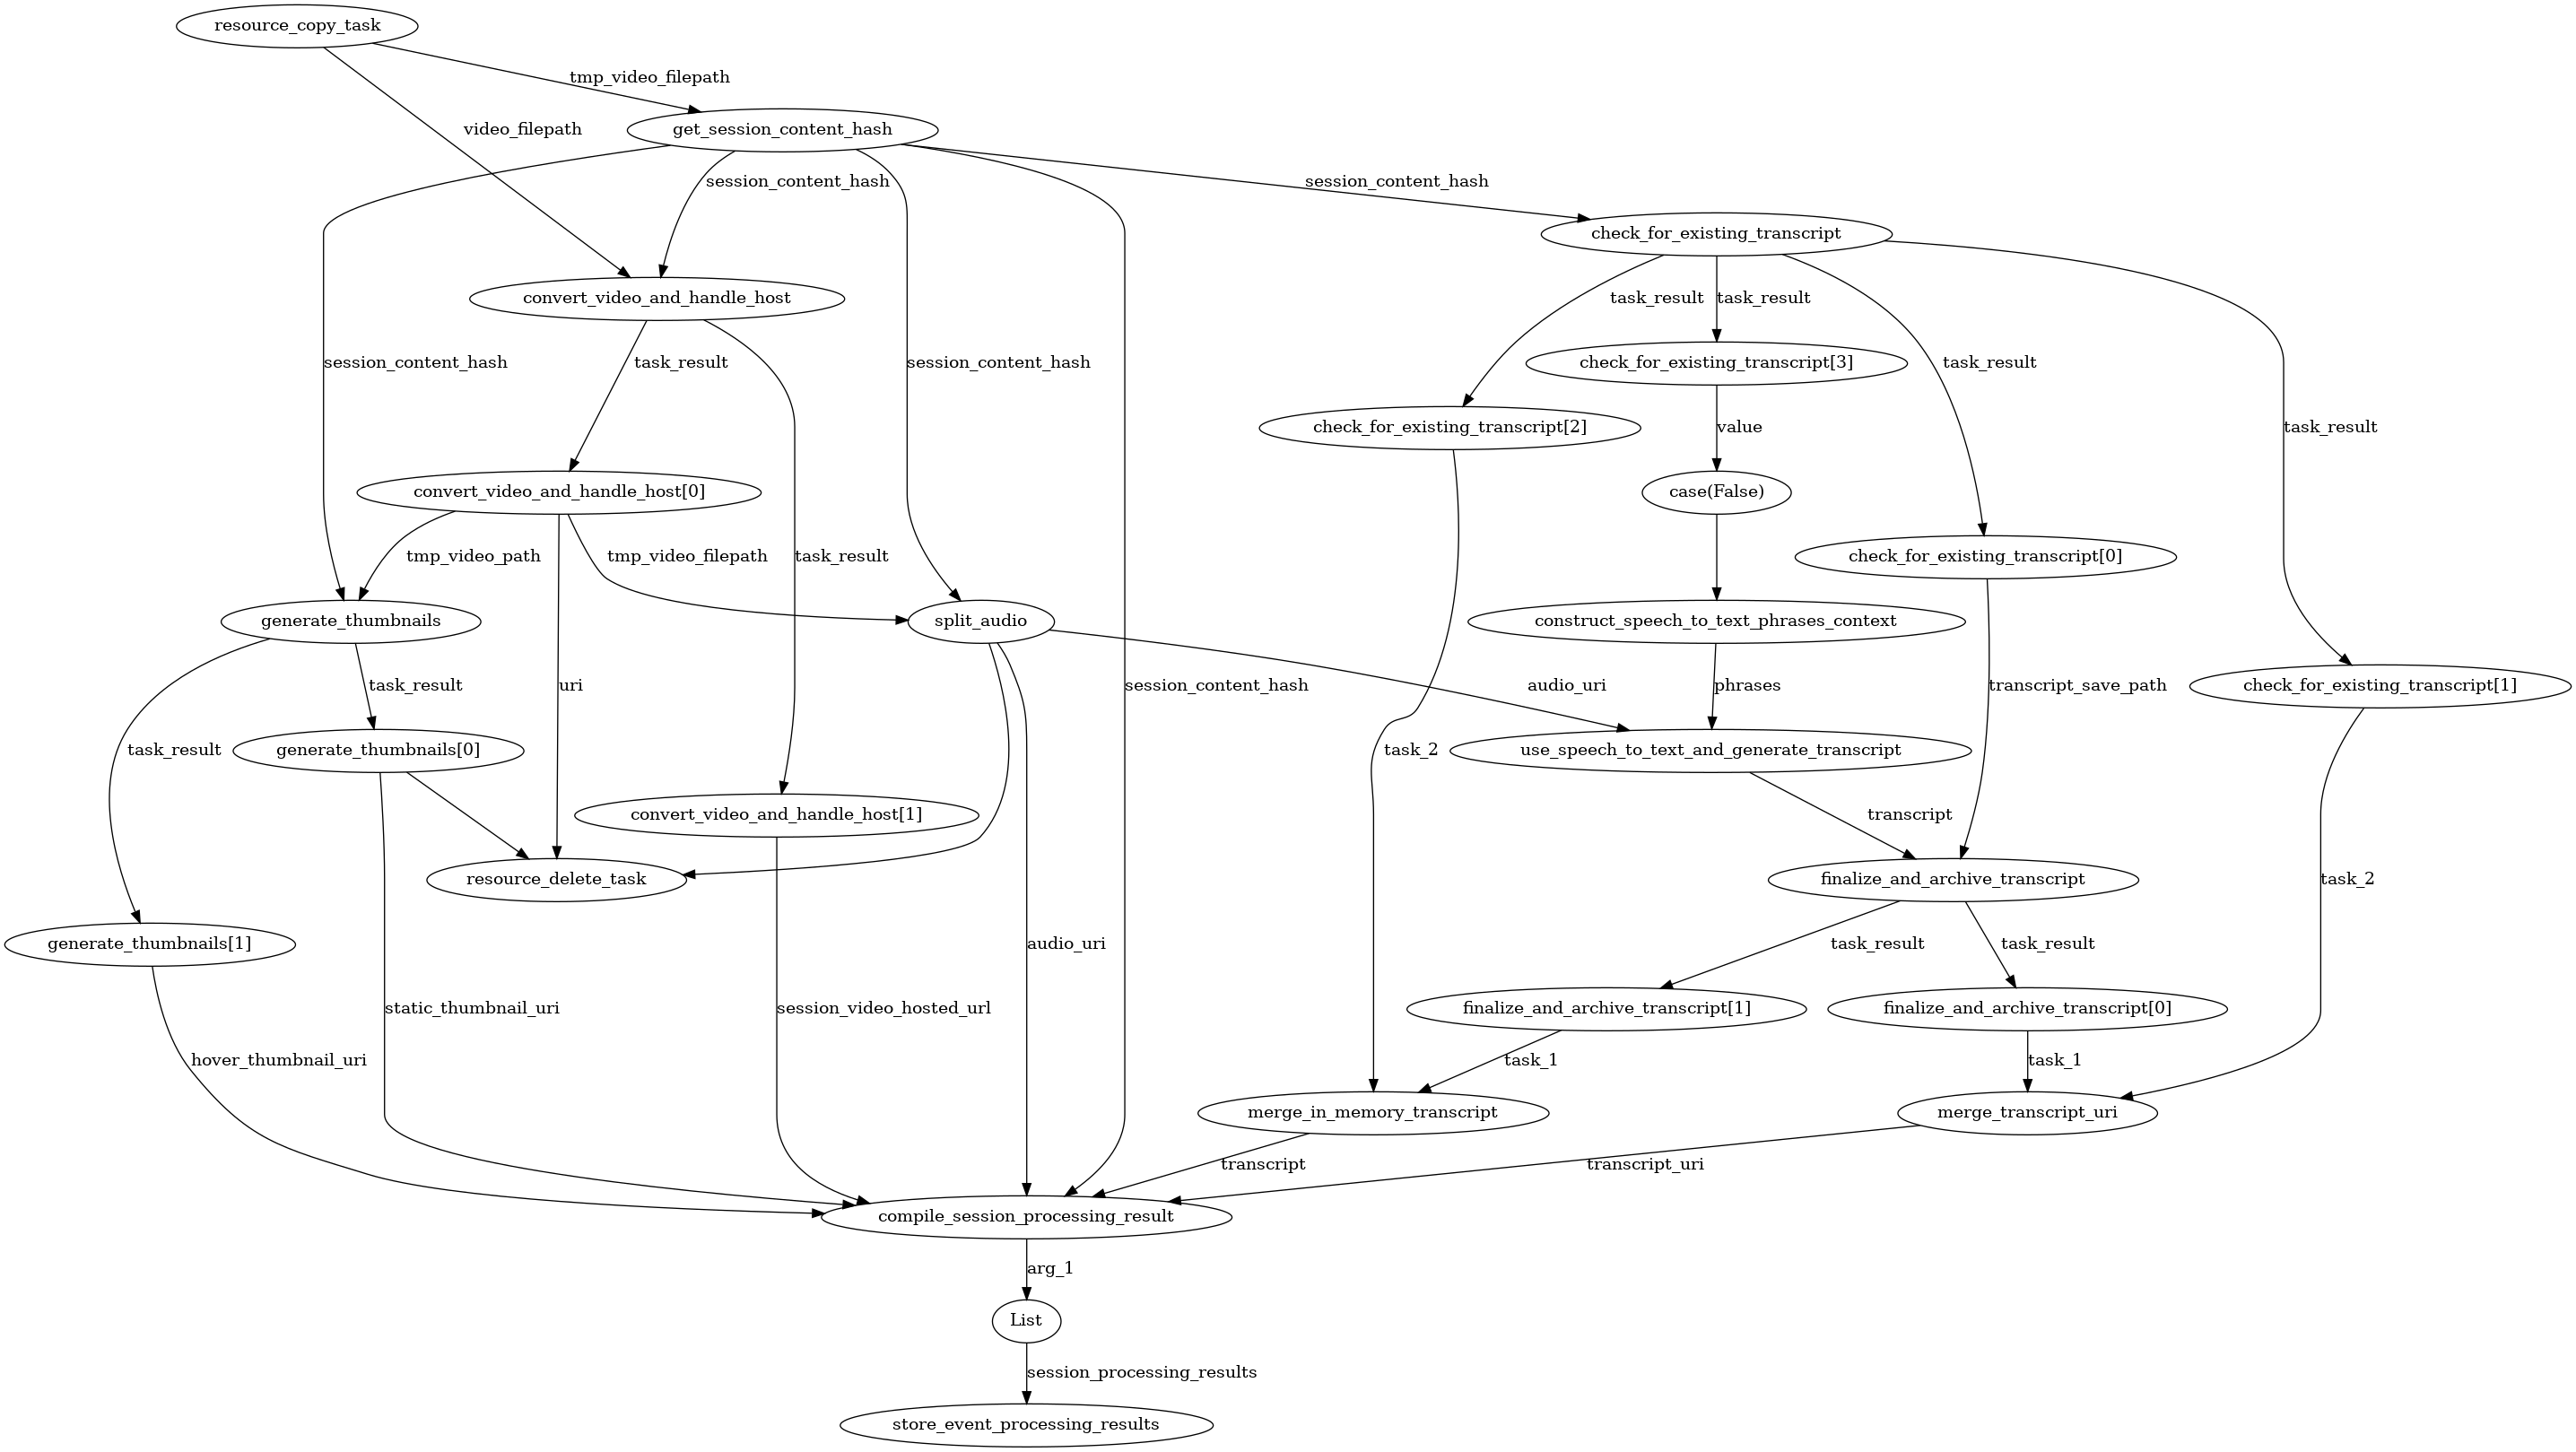 resource_copy_task
tmp_video_filepath
video_filepath
get_session_content_hash
session_content_hash
session_content_hash
check_for_existing_transcript
convert_video_and_handle_host
task_result
task_result
session_content_hash
task_result
session_content_hash
check_for_existing_transcript[3]
task_result
check_for_existing_transcript[2]
value
task_result
convert_video_and_handle_host[0]
case(False)
tmp_video_path
tmp_video_filepath
task_result
check_for_existing_transcript[0]
generate_thumbnails
split_audio
construct_speech_to_text_phrases_context
task_result
uri
session_content_hash
audio_uri
phrases
transcript_save_path
check_for_existing_transcript[1]
task_result
generate_thumbnails[0]
task_2
use_speech_to_text_and_generate_transcript
convert_video_and_handle_host[1]
transcript
resource_delete_task
finalize_and_archive_transcript
task_2
generate_thumbnails[1]
audio_uri
task_result
task_result
static_thumbnail_uri
session_video_hosted_url
finalize_and_archive_transcript[1]
finalize_and_archive_transcript[0]
hover_thumbnail_uri
task_1
task_1
merge_in_memory_transcript
merge_transcript_uri
transcript
transcript_uri
compile_session_processing_result
arg_1
List
session_processing_results
store_event_processing_results